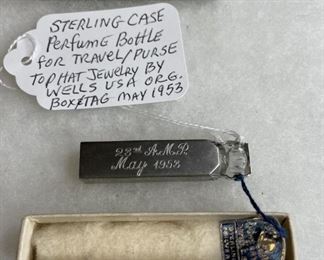 STERLING CASE
Perfume Bottle
for TRAVEL/PURSE
TOP HAT Jewelry BY
WELLS USA ORG.
BOX&TAG MAY 1953
22nd A.M.P.
May 1953